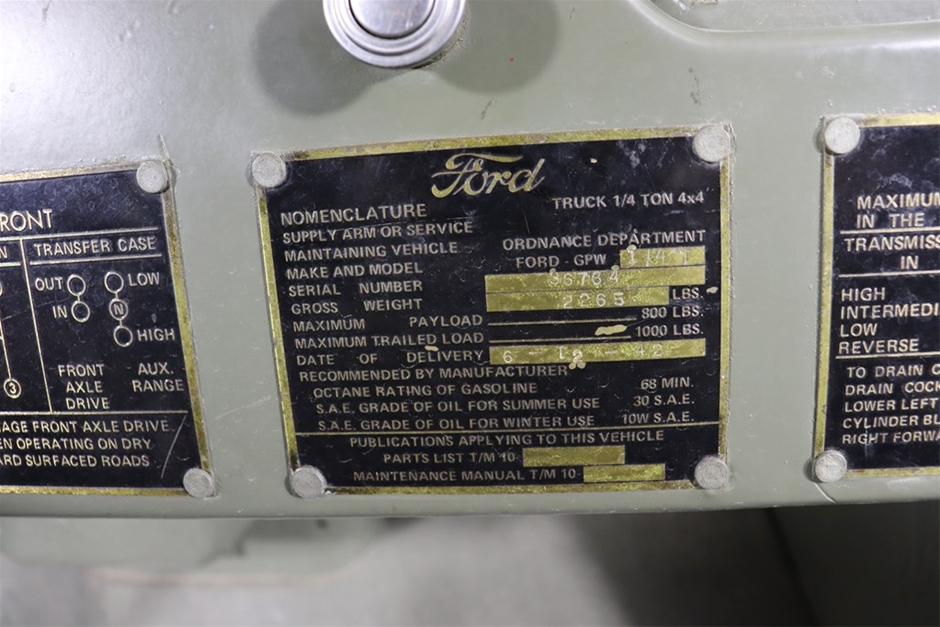 FRONT
TRANSFER CASE
OUT LOW
IN N
HIGH
3
FRONT AUX.
AXLE RANGE
DRIVE
FRONT AXLE DRIVE.
OPERATING ON DRY
SURFACED ROADS.
Ford
NOMENCLATURE TRUCK 1/4 TON 4x4
SUPPLY ARM OR SERVICE
MAINTAINING VEHICLE ORDNANCE DEPARTMENT
MAKE AND MODEL FORD - GPW
SERIAL NUMBER
GROSS WEIGHT 2265 LBS.
MAXIMUM PAYLOAD 800 LBS.
MAXIMUM TRAILED LOAD 1000 LBS.
DATE OF DELIVERY 6 - 12 - 42
RECOMMENDED BY MANUFACTURER
OCTANE RATING OF GASOLINE 68 MIN.
S.A.E. GRADE OF OIL FOR SUMMER USE 30 S.A.E.
S.A.E. GRADE OF OIL FOR WINTER USE 10W S.A.E.
PUBLICATIONS APPLYING TO THIS VEHICLE
PARTS LIST T/M 10-
MAINTENANCE MANUAL T/M 10-
MAXIMUM
IN THE
TRANSMISS
IN
HIGH
INTERMEDI
LOW
REVERSE
TO DRAIN C
DRAIN COCK
LOWER LEFT
CYLINDER BL
RIGHT FORWA